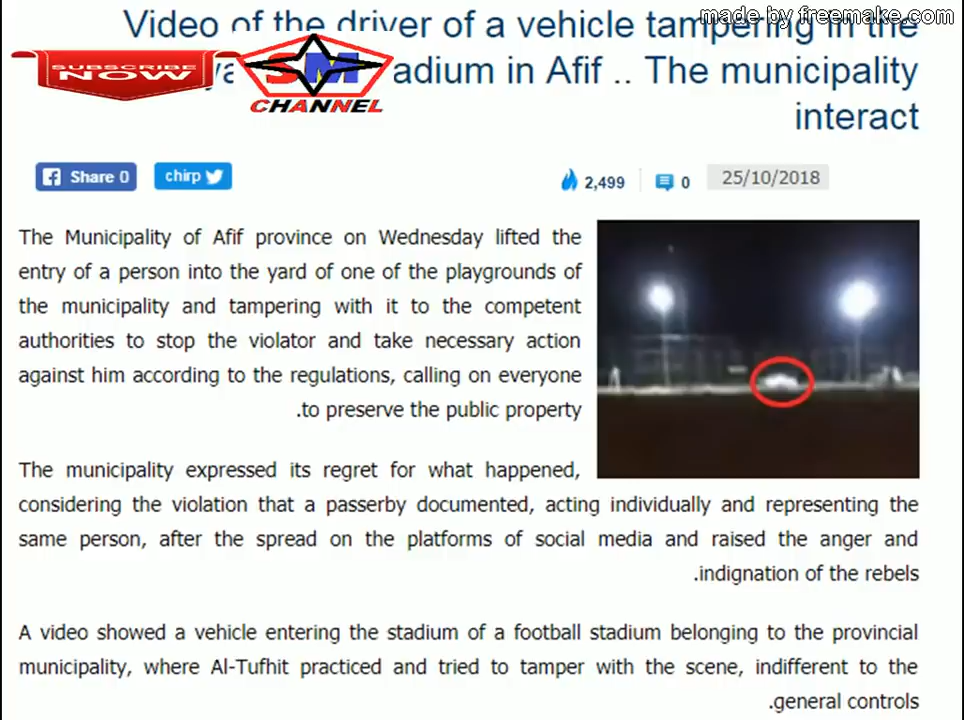 made by freemake.com
Video of the driver of a vehicle tampering in the
adium in Afif .. The municipality
interact
SUBSCRIBE
NOW
SM
CHANNEL
Share 0
chirp
2,499
0
25/10/2018
The Municipality of Afif province on Wednesday lifted the
entry of a person into the yard of one of the playgrounds of
the municipality and tampering with it to the competent
authorities to stop the violator and take necessary action
against him according to the regulations, calling on everyone
.to preserve the public property
The municipality expressed its regret for what happened,
considering the violation that a passerby documented, acting individually and representing the
same person, after the spread on the platforms of social media and raised the anger and
.indignation of the rebels
A video showed a vehicle entering the stadium of a football stadium belonging to the provincial
municipality, where Al-Tufhit practiced and tried to tamper with the scene, indifferent to the
.general controls